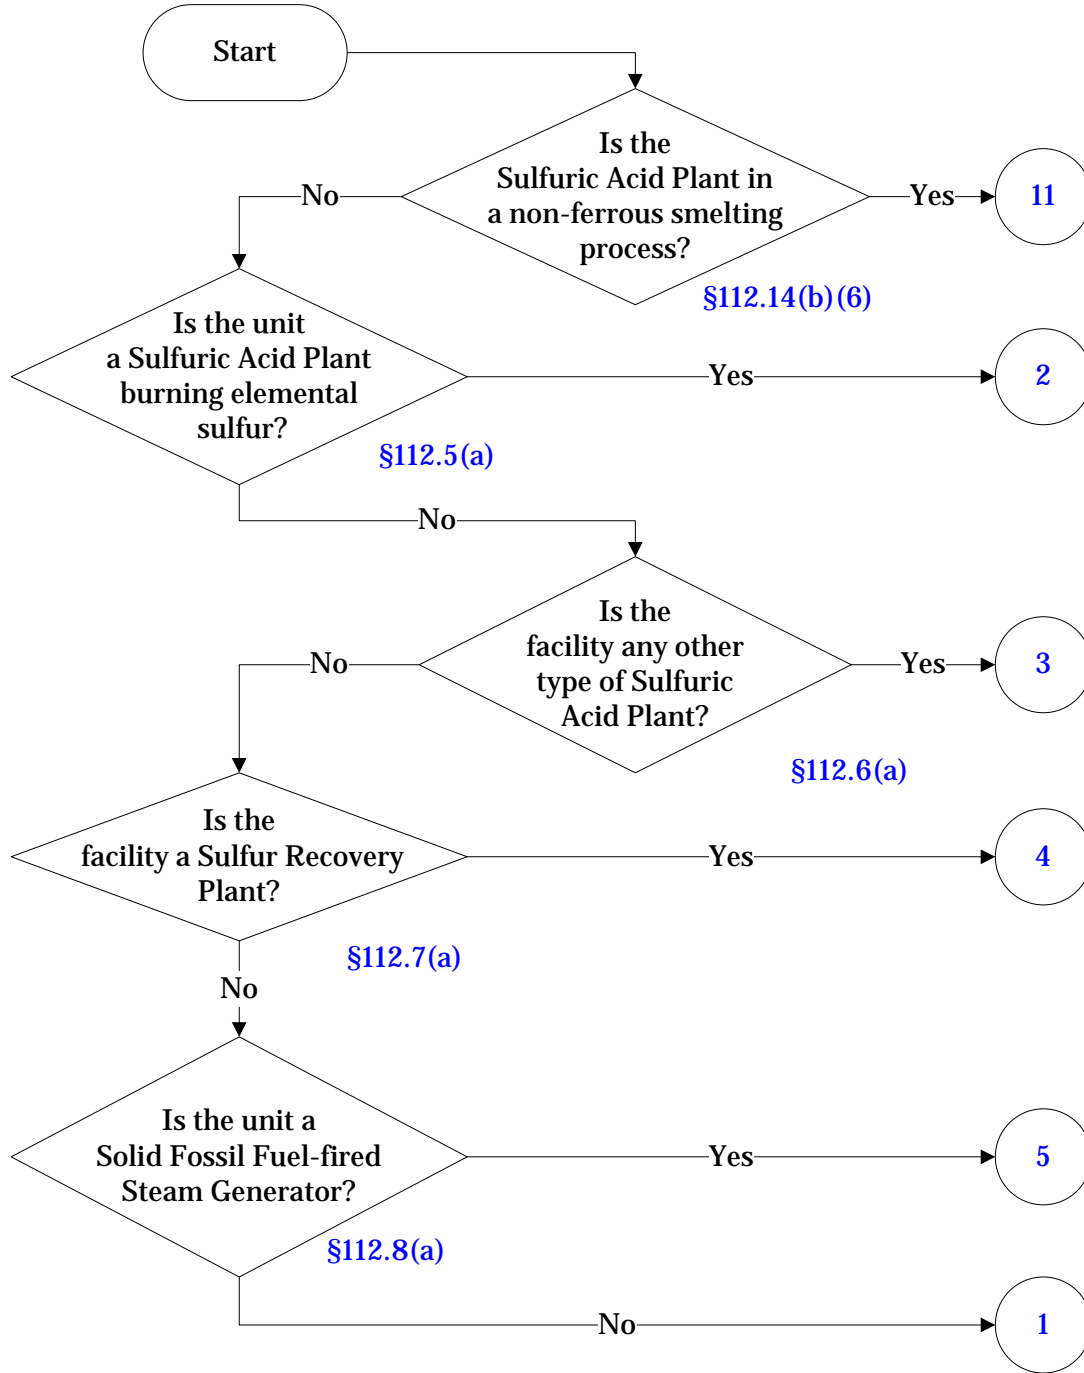 Start
Is the
Sulfuric Acid Plant in
a non-ferrous smelting
process?
No
Yes
11
§112.14(b)(6)
Is the unit
a Sulfuric Acid Plant
burning elemental
sulfur?
Yes
2
§112.5(a)
No
Is the
facility any other
type of Sulfuric
Acid Plant?
No
Yes
3
§112.6(a)
Is the
facility a Sulfur Recovery
Plant?
Yes
4
§112.7(a)
No
Is the unit a
Solid Fossil Fuel-fired
Steam Generator?
Yes
5
§112.8(a)
No
1